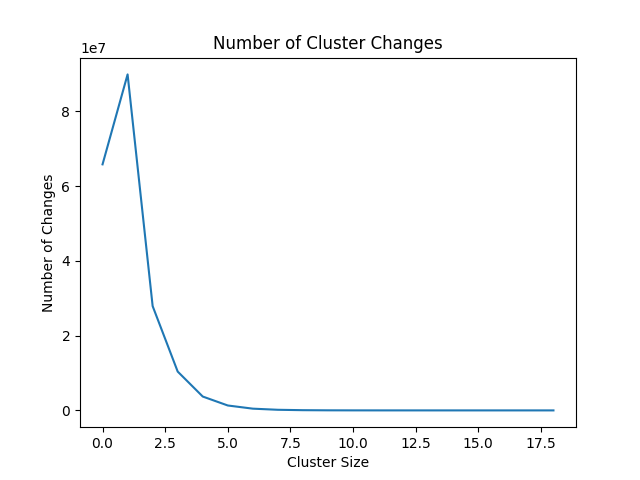 Number of Cluster Changes
1e7
8
6
4
2
0
Number of Changes
0.0 2.5 5.0 7.5 10.0 12.5 15.0 17.5
Cluster Size